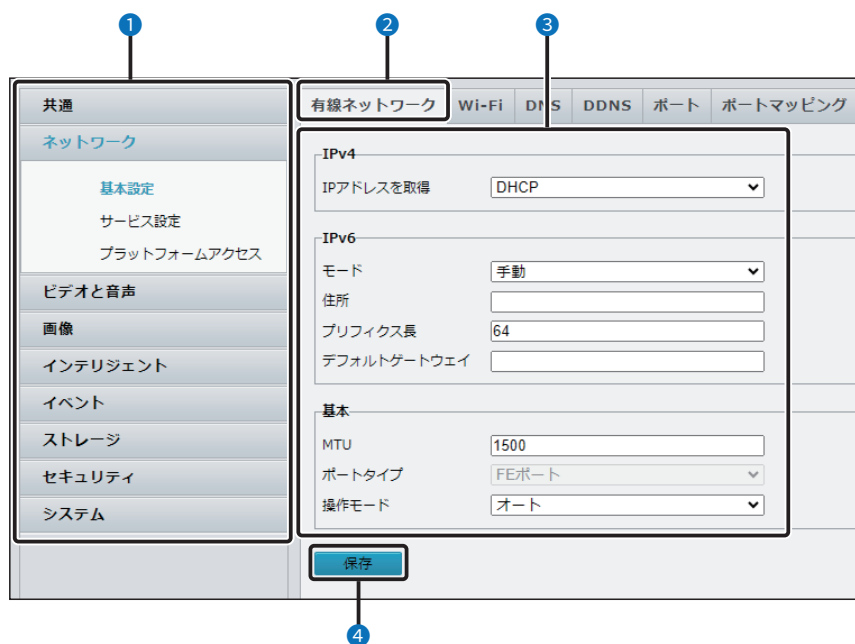 1
2
3
共通
ネットワーク
基本設定
サービス設定
プラットフォームアクセス
ビデオと音声
画像
インテリジェント
イベント
ストレージ
セキュリティ
システム
有線ネットワーク Wi-Fi DNS DDNS ポート ポートマッピング
IPv4
IPアドレスを取得 DHCP
IPv6
モード 手動
住所
プリフィクス長 64
デフォルトゲートウェイ
基本
MTU 1500
ポートタイプ FEポート
操作モード オート
保存
4